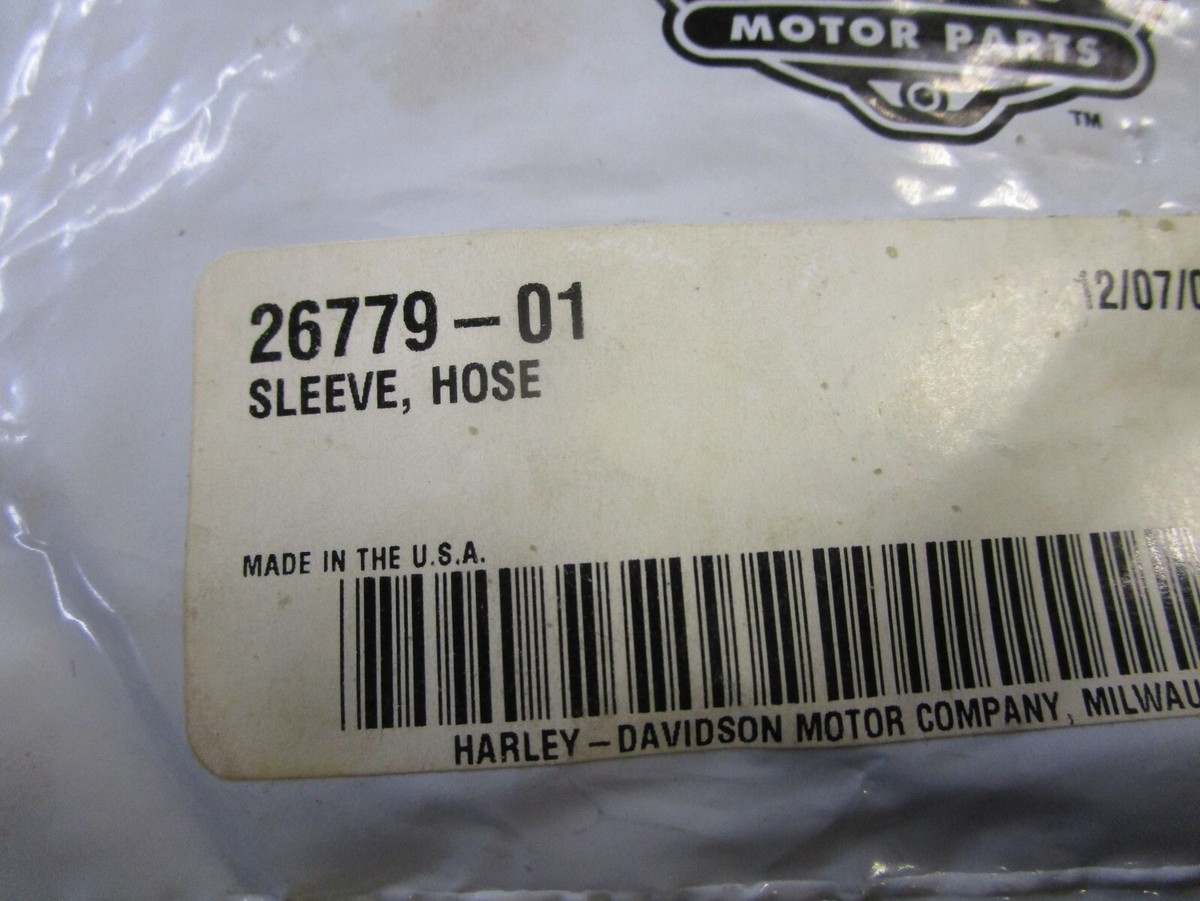 MOTOR PARTS
TM
26779-01
12/07/0
SLEEVE, HOSE
MADE IN THE U.S.A.
HARLEY-DAVIDSON MOTOR COMPANY, MILWAU